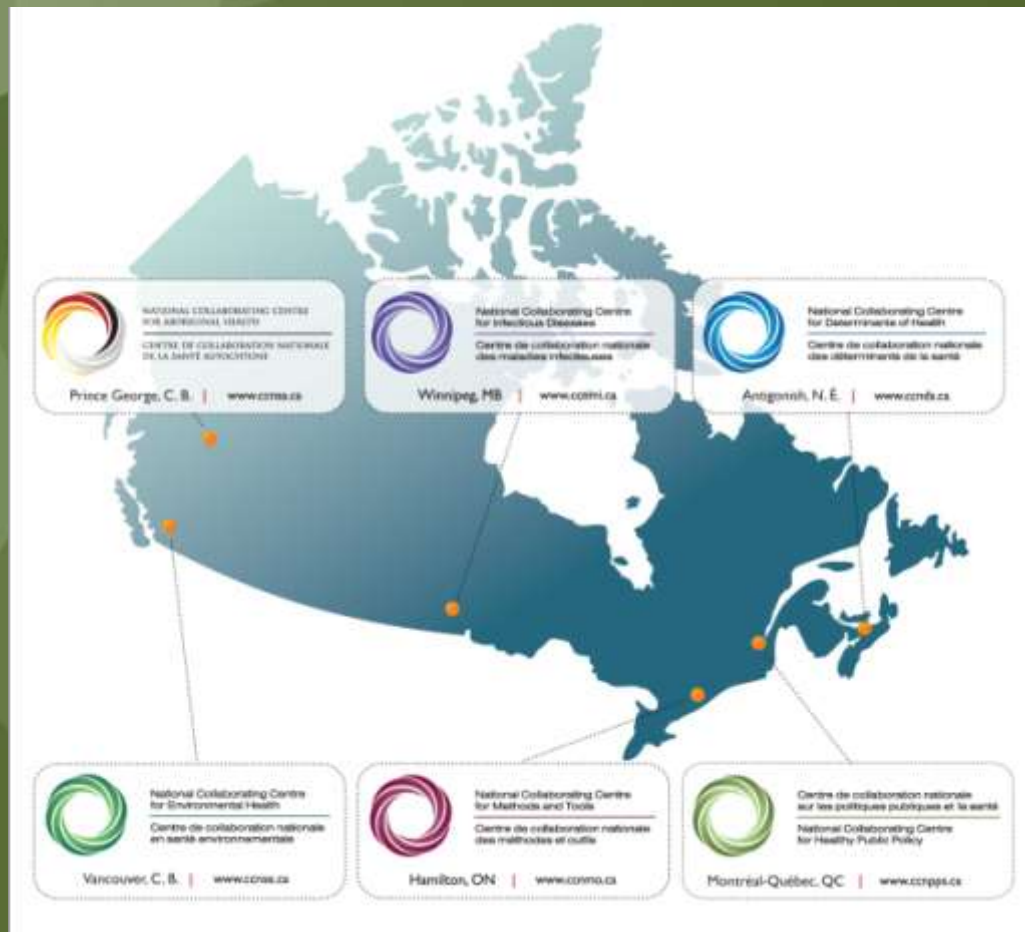 NATIONAL COLLABORATING CENTRE
FOR ABORIGINAL HEALTH
CENTRE DE COLLABORATION NATIONALE
DE LA SANTÉ AUTOCHTONE
Prince George, C. B. | www.ccnsa.ca
National Collaborating Centre
for Infectious Diseases
Centre de collaboration nationale
des maladies infectieuses
Winnipeg, MB | www.ccnmi.ca
National Collaborating Centre
for Determinants of Health
Centre de collaboration nationale
des déterminants de la santé
Antigonish, N. É. | www.ccnds.ca
National Collaborating Centre
for Environmental Health
Centre de collaboration nationale
en santé environnementale
Vancouver, C. B. | www.ccnse.ca
National Collaborating Centre
for Methods and Tools
Centre de collaboration nationale
des méthodes et outils
Hamilton, ON | www.ccnmo.ca
Centre de collaboration nationale
sur les politiques publiques et la santé
National Collaborating Centre
for Healthy Public Policy
Montréal-Québec, QC | www.ccnpps.ca